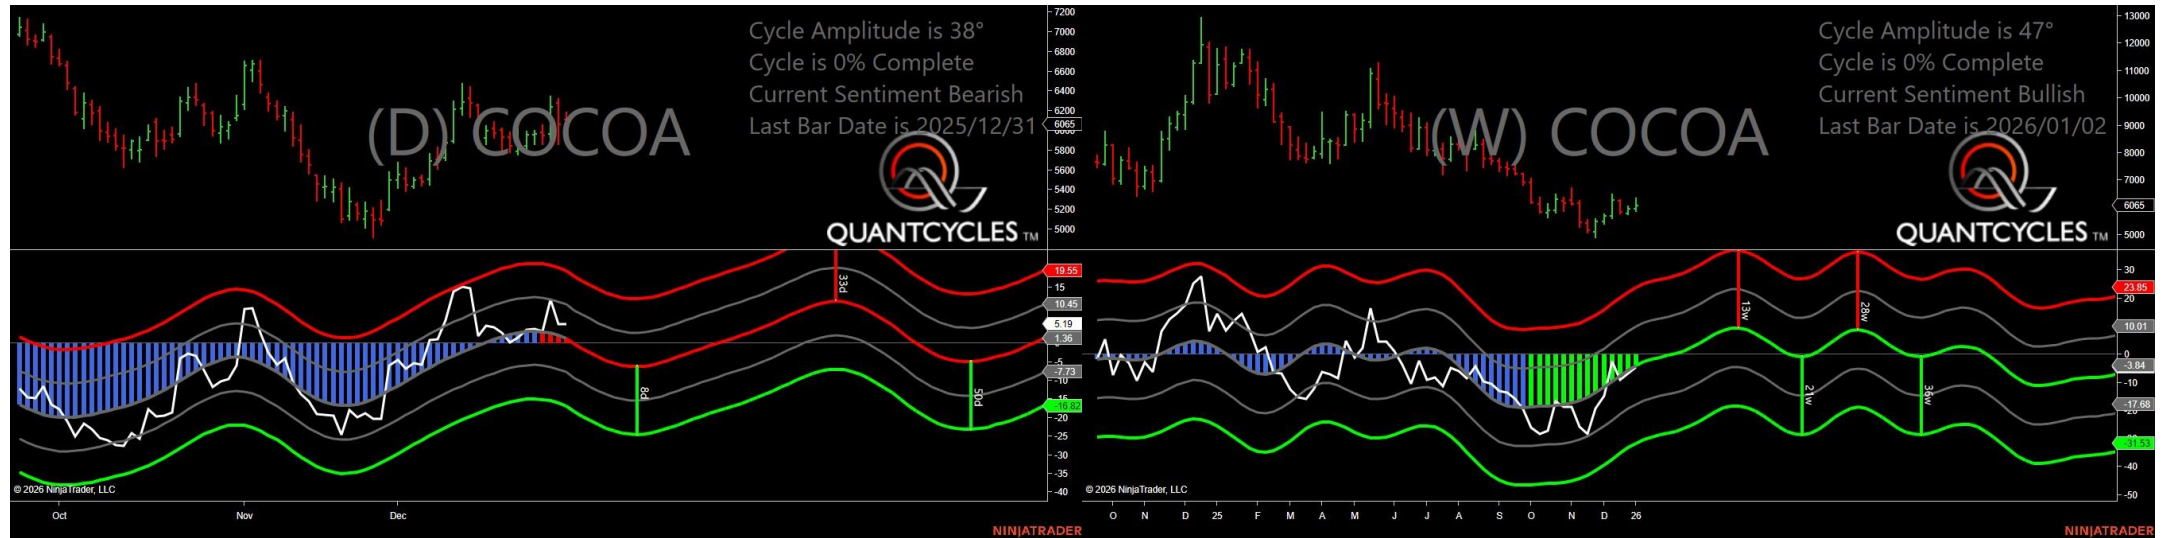 Cycle Amplitude is 38°
Cycle is 0% Complete
Current Sentiment Bearish
Last Bar Date is 2025/12/31
(D) COCOA
QUANTCYCLES TM
7200
7000
6800
6600
6400
6200
6065
6000
5800
5600
5400
5200
5000
33d
8d
50d
19.55
15
10.45
5.19
1.36
-5
-7.73
-10
-16.82
-20
-25
-30
-35
-40
© 2026 NinjaTrader, LLC
Oct Nov Dec
NINJATRADER
Cycle Amplitude is 47°
Cycle is 0% Complete
Current Sentiment Bullish
Last Bar Date is 2026/01/02
(W) COCOA
QUANTCYCLES TM
13000
12000
11000
10000
9000
8000
7000
6065
5000
13w
28w
21w
36w
30
23.85
20
10.01
0
-3.84
-10
-17.68
-31.53
-40
-50
© 2026 NinjaTrader, LLC
O N D 25 F M A M J J A S O N D 26
NINJATRADER